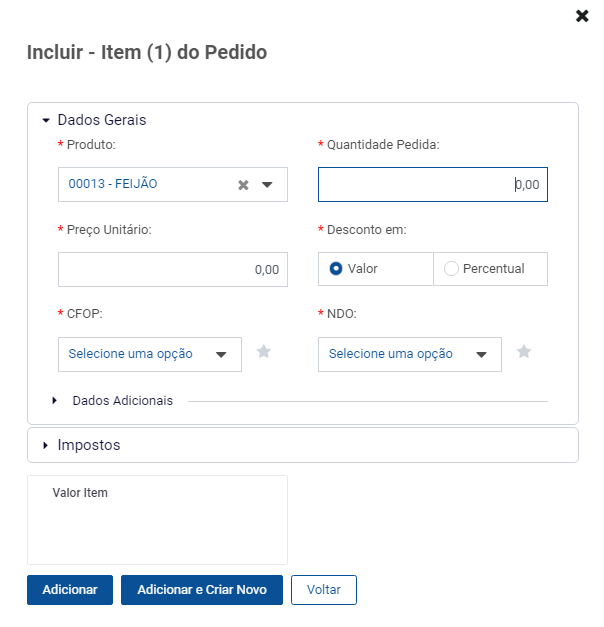 Incluir - Item (1) do Pedido
Dados Gerais
* Produto: * Quantidade Pedida:
00013 - FEIJÃO 0,00
* Preço Unitário: * Desconto em:
0,00 Valor Percentual
* CFOP: * NDO:
Selecione uma opção Selecione uma opção
Dados Adicionais
Impostos
Valor Item
Adicionar Adicionar e Criar Novo Voltar